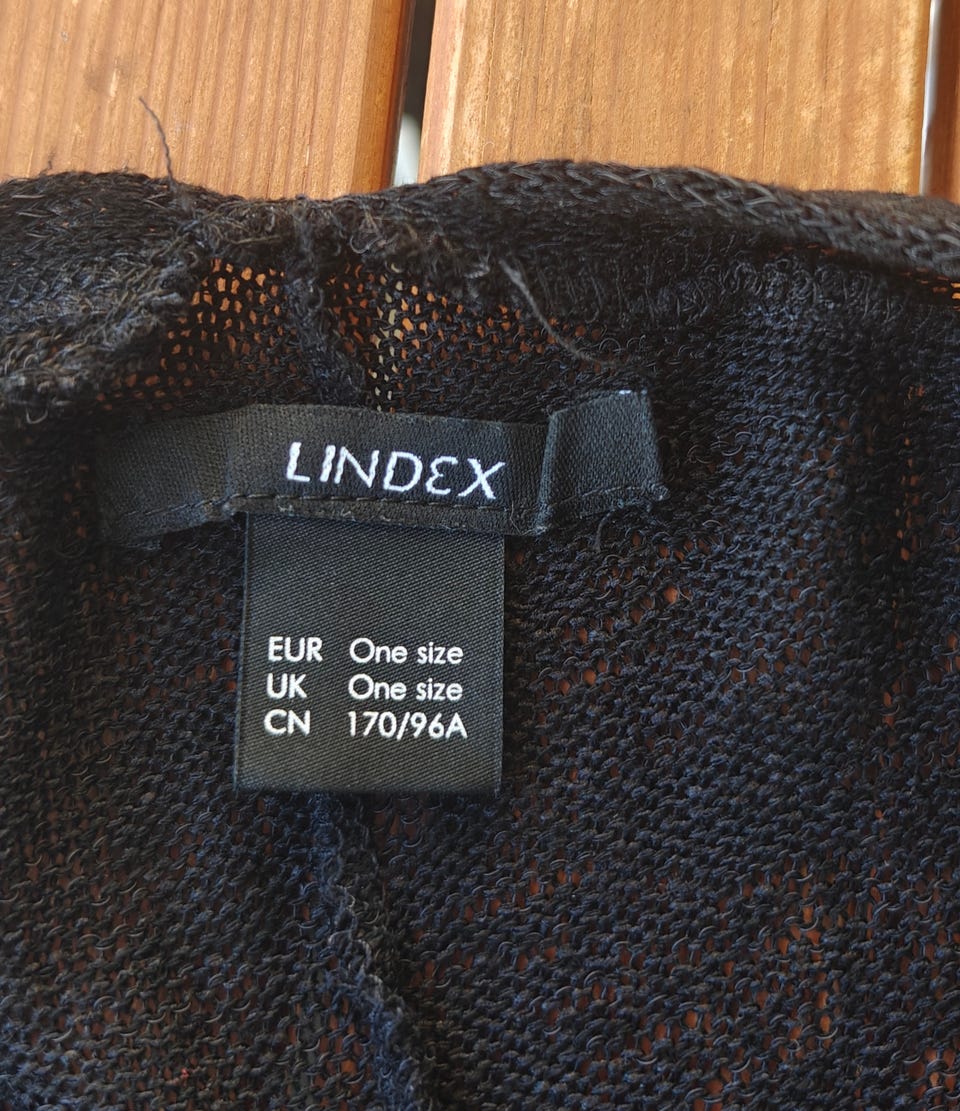 LINDEX
EUR One size
UK One size
CN 170/96A